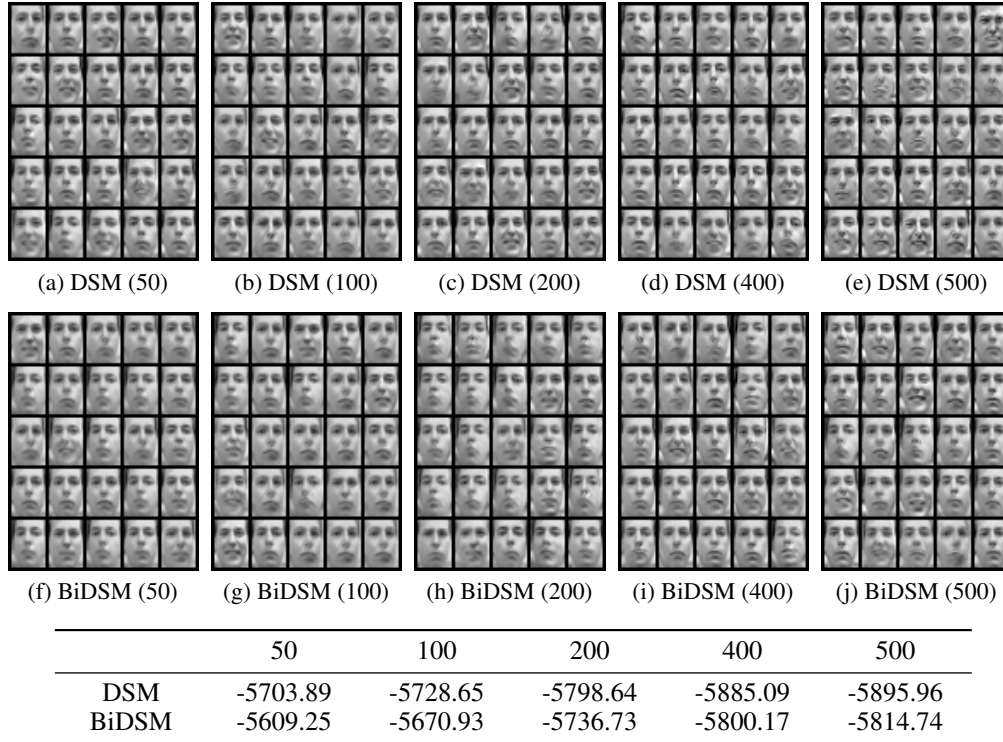 (a) DSM (50) (b) DSM (100) (c) DSM (200) (d) DSM (400) (e) DSM (500)
(f) BiDSM (50) (g) BiDSM (100) (h) BiDSM (200) (i) BiDSM (400) (j) BiDSM (500)
50 100 200 400 500
DSM -5703.89 -5728.65 -5798.64 -5885.09 -5895.96
BiDSM -5609.25 -5670.93 -5736.73 -5800.17 -5814.74